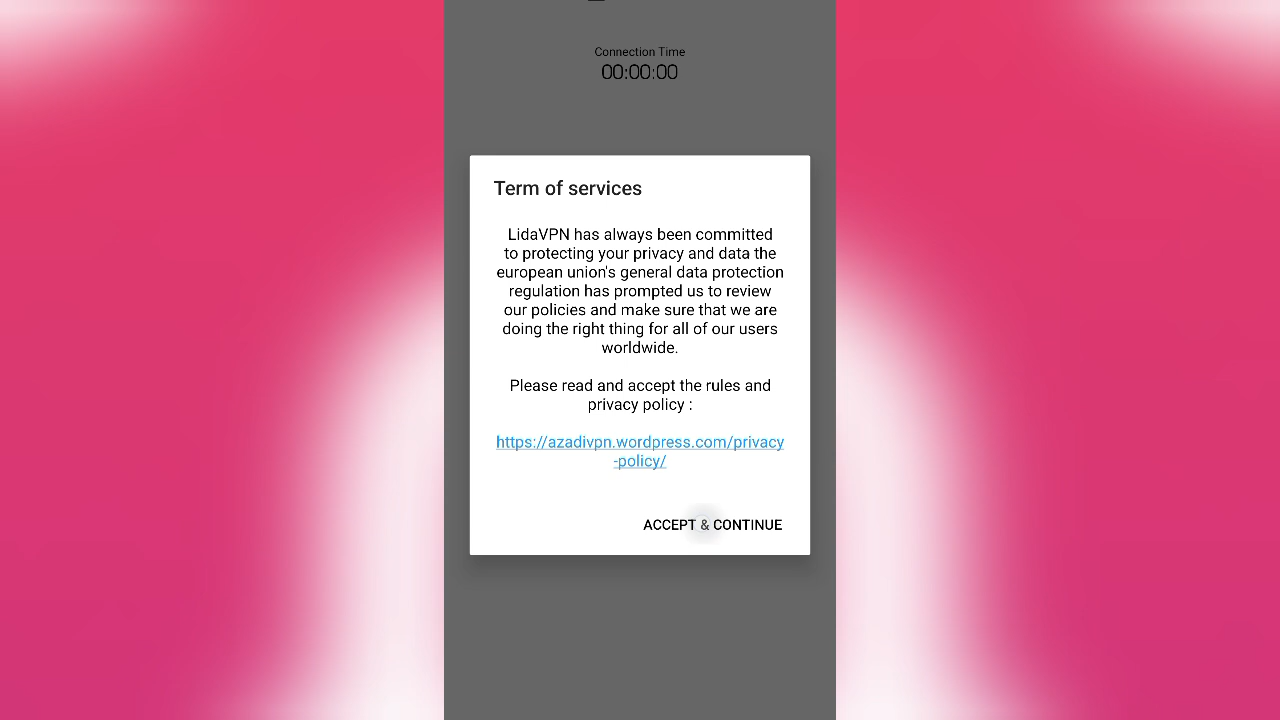 Connection Time
00:00:00
Term of services
LidaVPN has always been committed
to protecting your privacy and data the
european union's general data protection
regulation has prompted us to review
our policies and make sure that we are
doing the right thing for all of our users
worldwide.
Please read and accept the rules and
privacy policy :
https://azadivpn.wordpress.com/privacy
-policy/
ACCEPT & CONTINUE